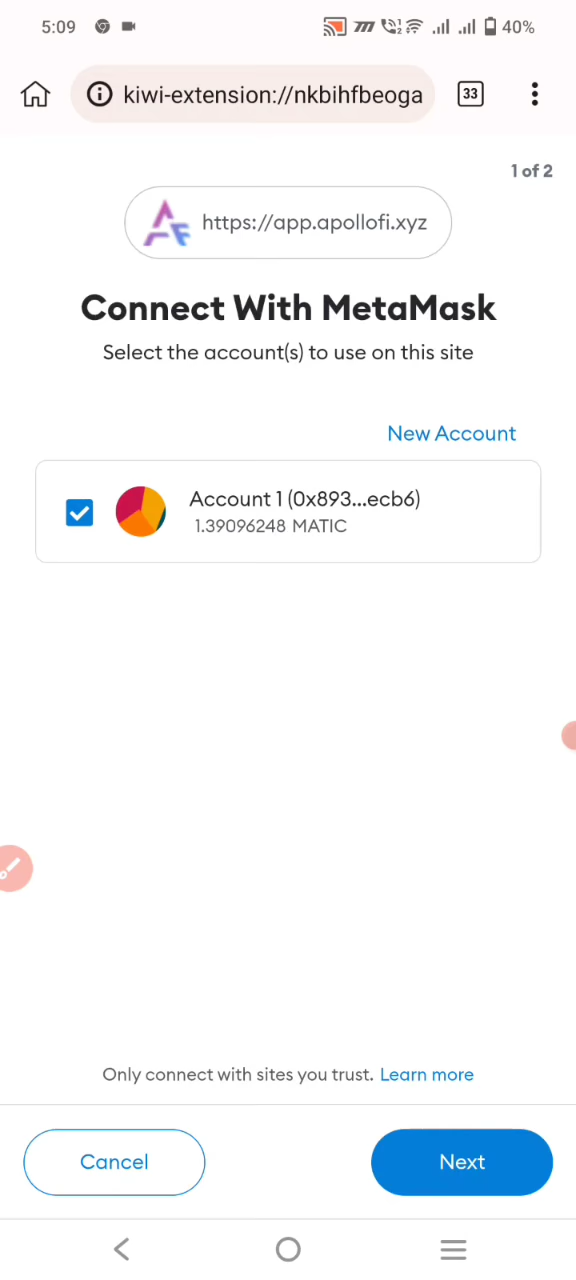 5:09 40%
kiwi-extension://nkbihfbeoga 33
1 of 2
https://app.apollofi.xyz
Connect With MetaMask
Select the account(s) to use on this site
New Account
Account 1 (0x893...ecb6)
1.39096248 MATIC
Only connect with sites you trust. Learn more
Cancel Next